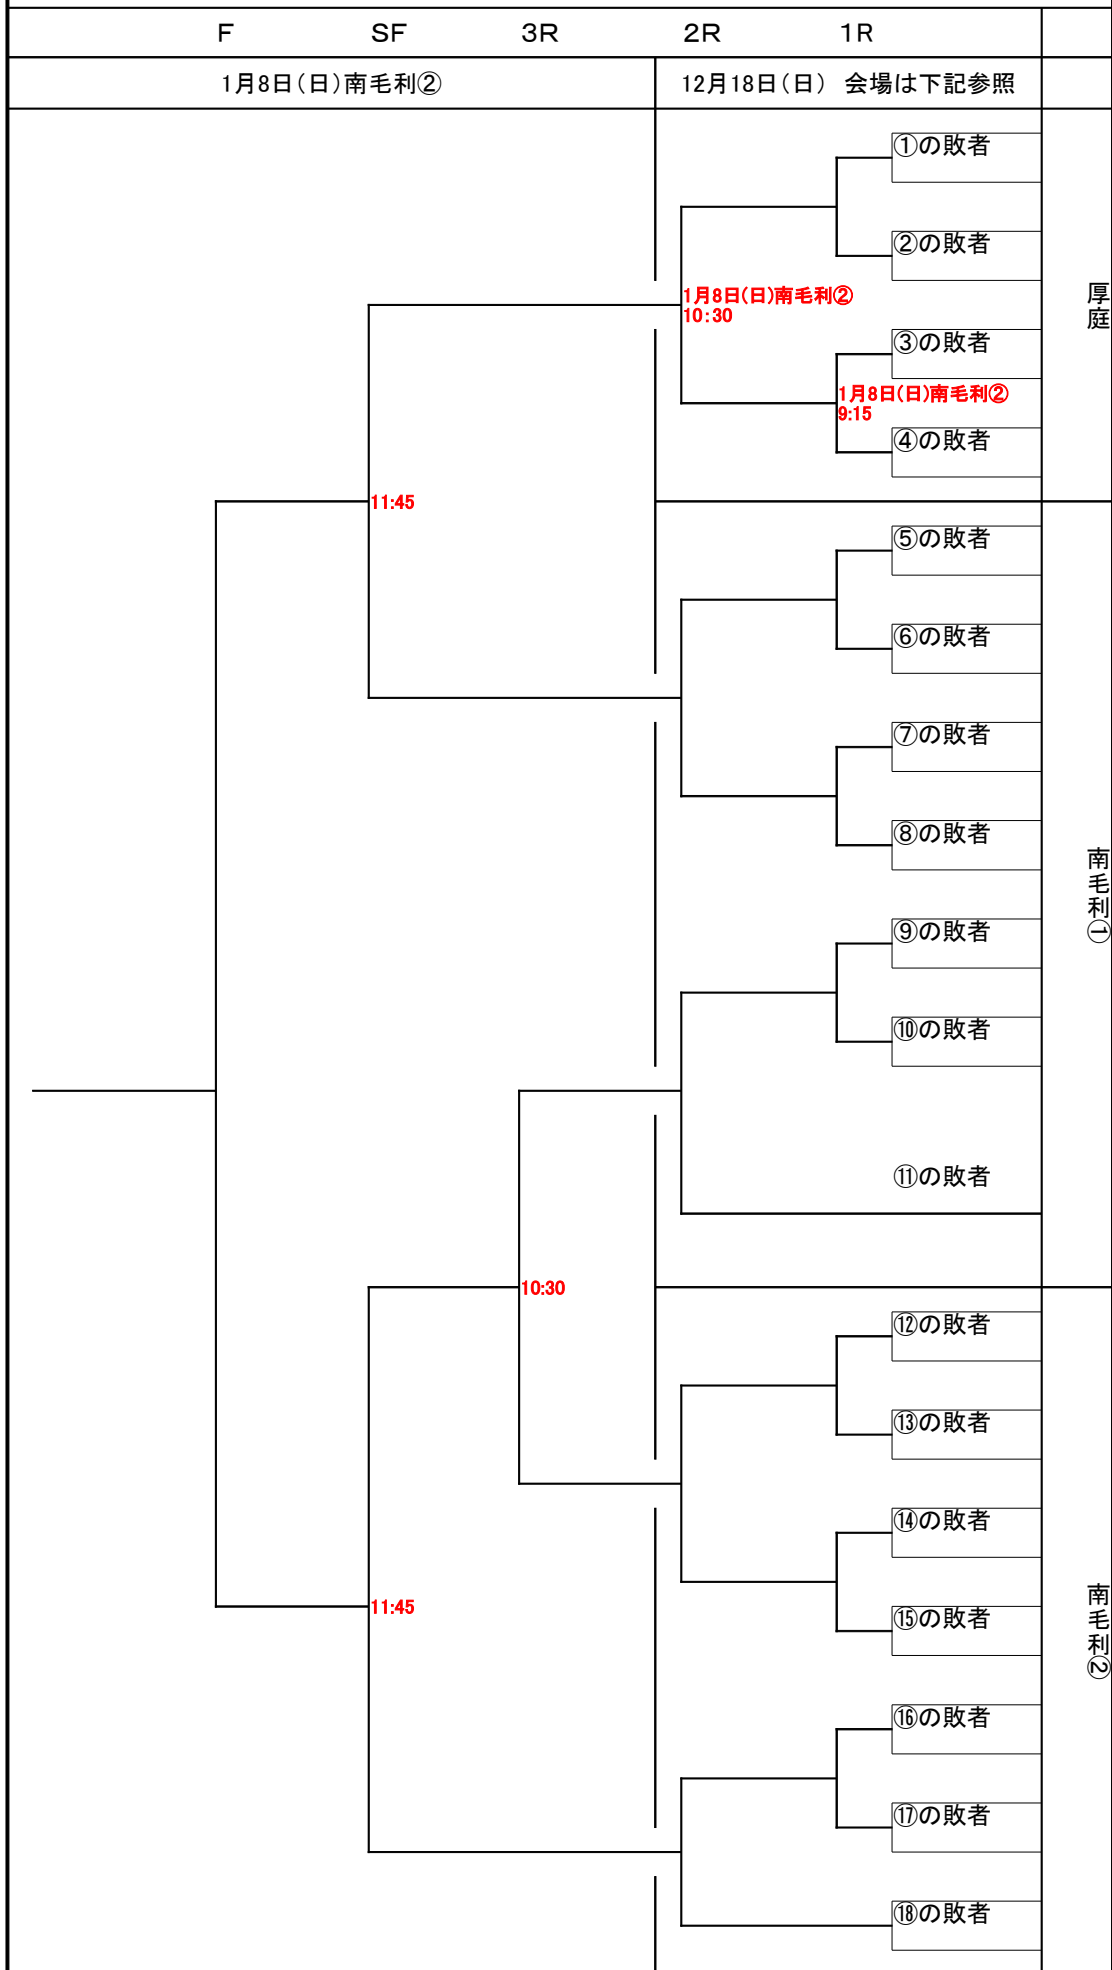 F SF 3R 2R 1R
1月8日(日)南毛利② 12月18日(日) 会場は下記参照
①の敗者
②の敗者
1月8日(日)南毛利②
10:30
厚庭
③の敗者
1月8日(日)南毛利②
9:15
④の敗者
11:45
⑤の敗者
⑥の敗者
⑦の敗者
⑧の敗者
南毛利①
⑨の敗者
⑩の敗者
⑪の敗者
10:30
⑫の敗者
⑬の敗者
⑭の敗者
11:45
⑮の敗者
南毛利②
⑯の敗者
⑰の敗者
⑱の敗者